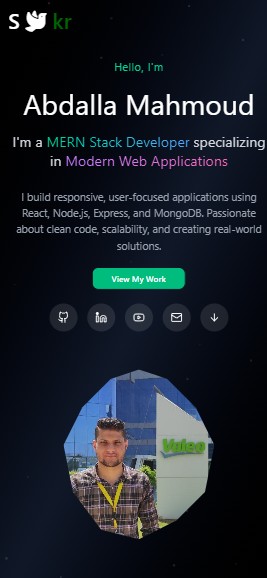 S kr
Hello, I'm
Abdalla Mahmoud
I'm a MERN Stack Developer specializing
in Modern Web Applications
I build responsive, user-focused applications using
React, Node.js, Express, and MongoDB. Passionate
about clean code, scalability, and creating real-world
solutions.
View My Work
Valeo